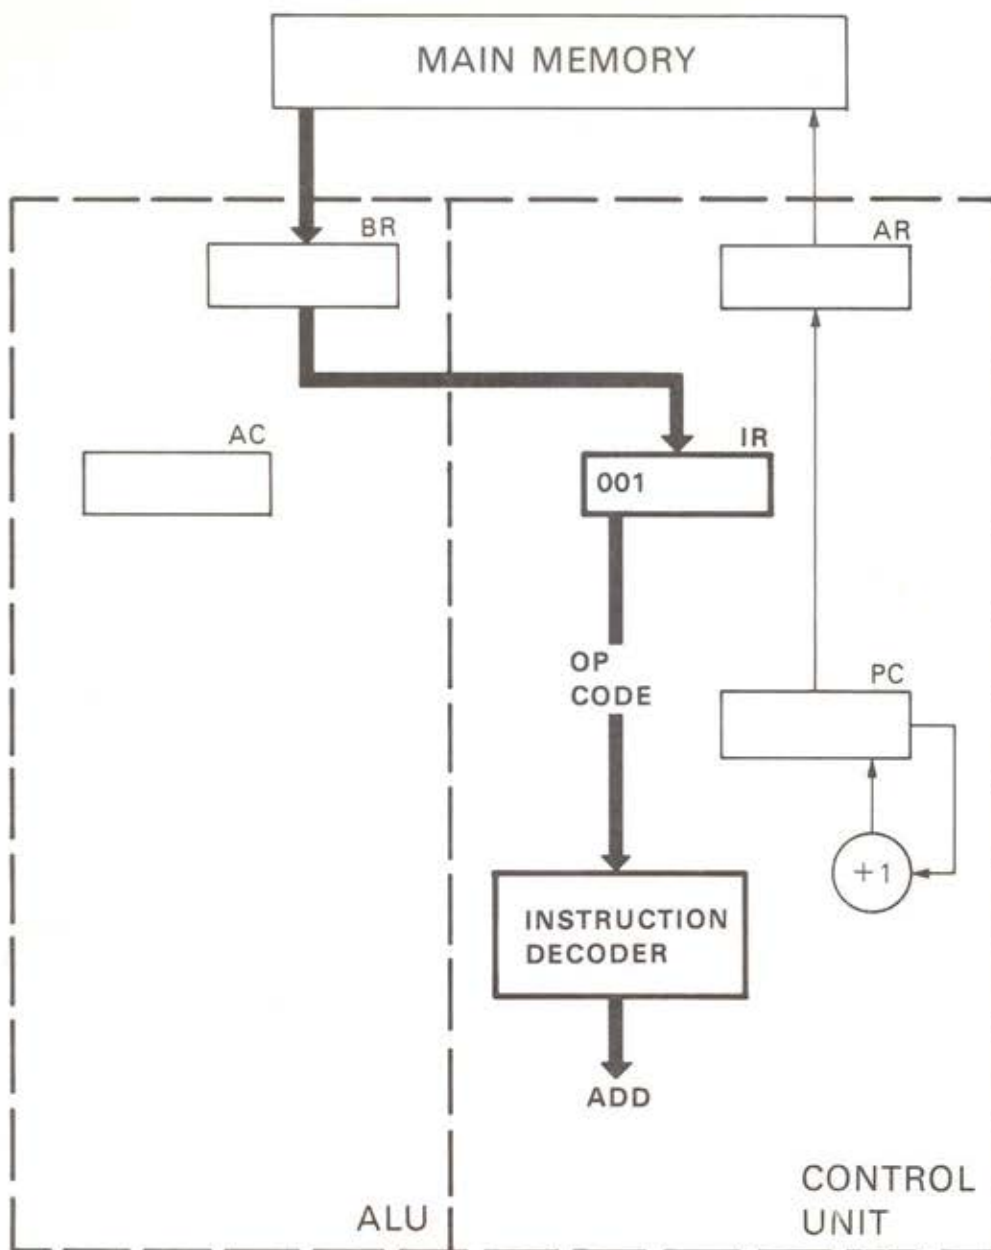 MAIN MEMORY
BR
AR
AC
IR
001
OP
CODE
PC
+1
INSTRUCTION
DECODER
ADD
CONTROL
UNIT
ALU